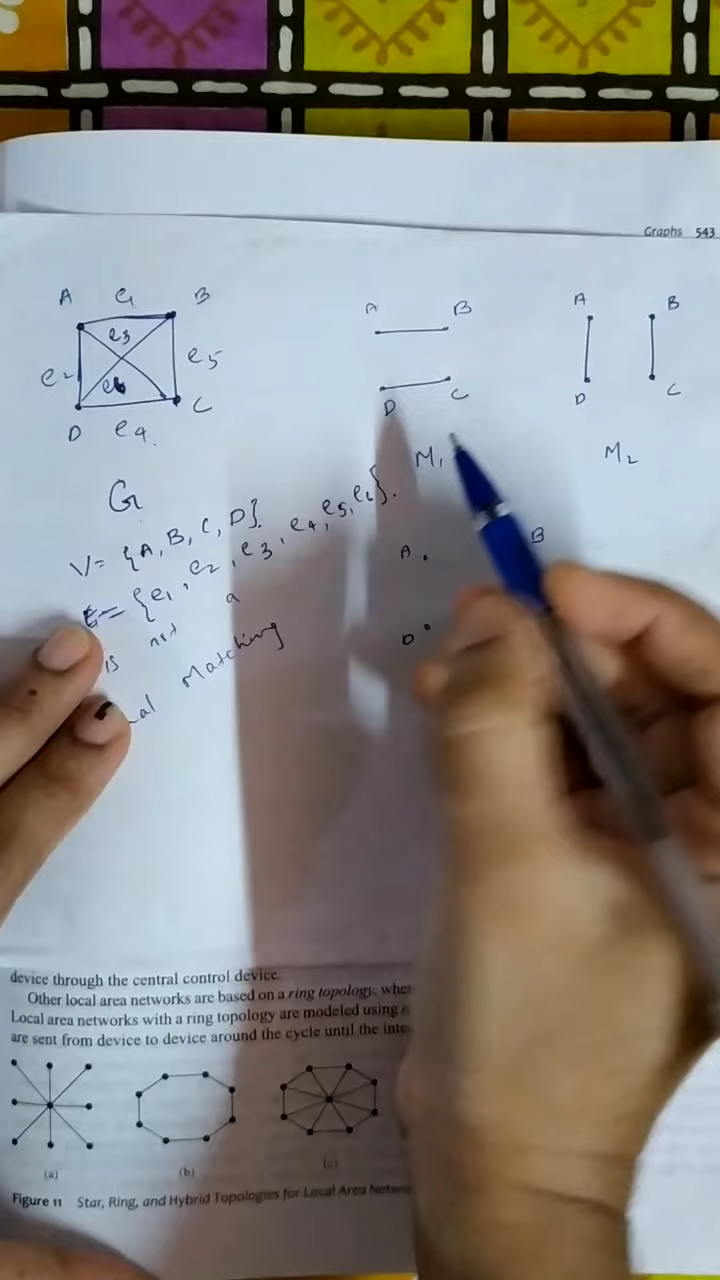 Graphs 543
A e1 B
e3
e2 e5
e6
D e4 C
G
V = {A, B, C, D}.
E = {e1, e2, e3, e4, e5, e6}.
is not a
Matching
A B
D C
M1
A B
D C
M2
A B
D
device through the central control device.
Other local area networks are based on a ring topology,
Local area networks with a ring topology are modeled using
are sent from device to device around the cycle until the
(a) (b) (c)
Figure 11 Star, Ring, and Hybrid Topologies for Local Area